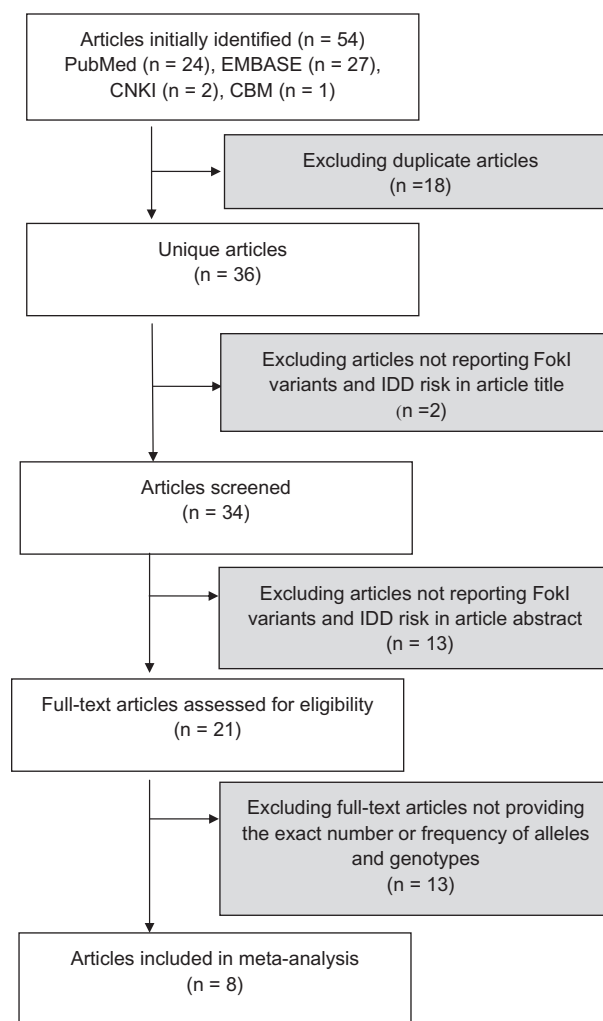 Articles initially identified (n = 54)
PubMed (n = 24), EMBASE (n = 27),
CNKI (n = 2), CBM (n = 1)
Excluding duplicate articles
(n =18)
Unique articles
(n = 36)
Excluding articles not reporting FokI
variants and IDD risk in article title
(n =2)
Articles screened
(n = 34)
Excluding articles not reporting FokI
variants and IDD risk in article abstract
(n = 13)
Full-text articles assessed for eligibility
(n = 21)
Excluding full-text articles not providing
the exact number or frequency of alleles
and genotypes
(n = 13)
Articles included in meta-analysis
(n = 8)